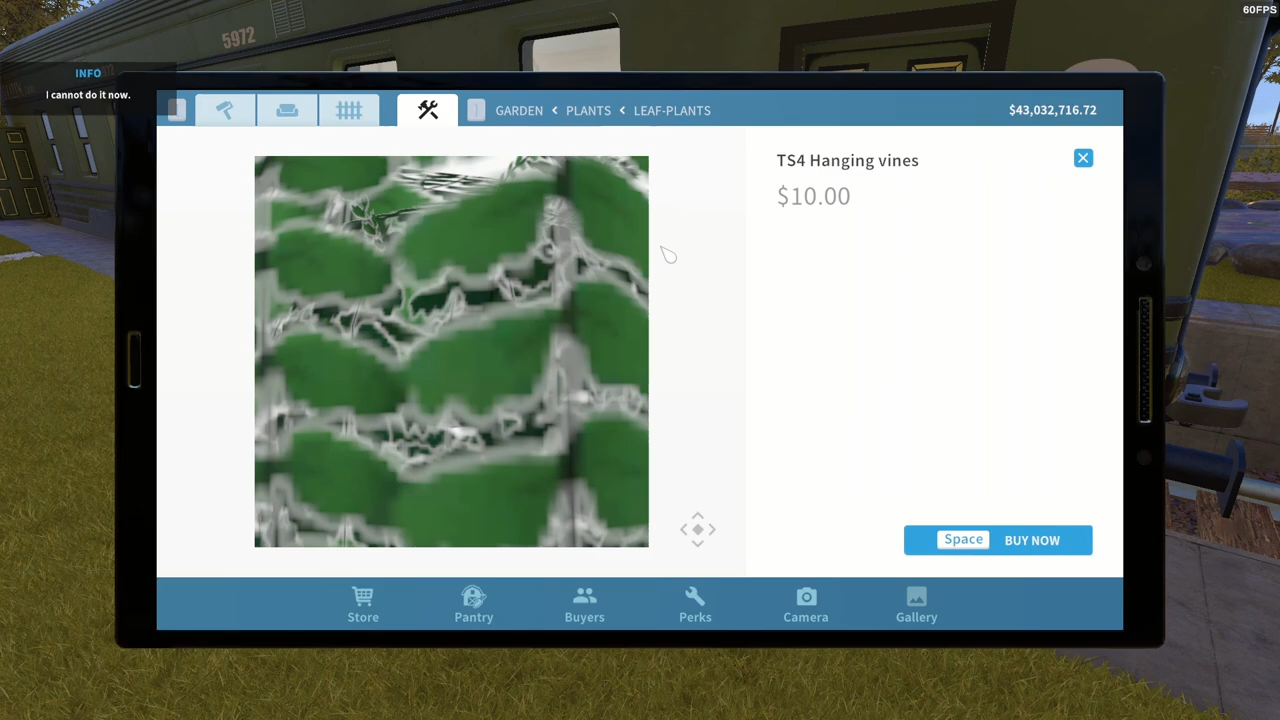 60FPS
5972
INFO
I cannot do it now.
GARDEN < PLANTS < LEAF-PLANTS
$43,032,716.72
TS4 Hanging vines
$10.00
Space BUY NOW
Store
Pantry
Buyers
Perks
Camera
Gallery